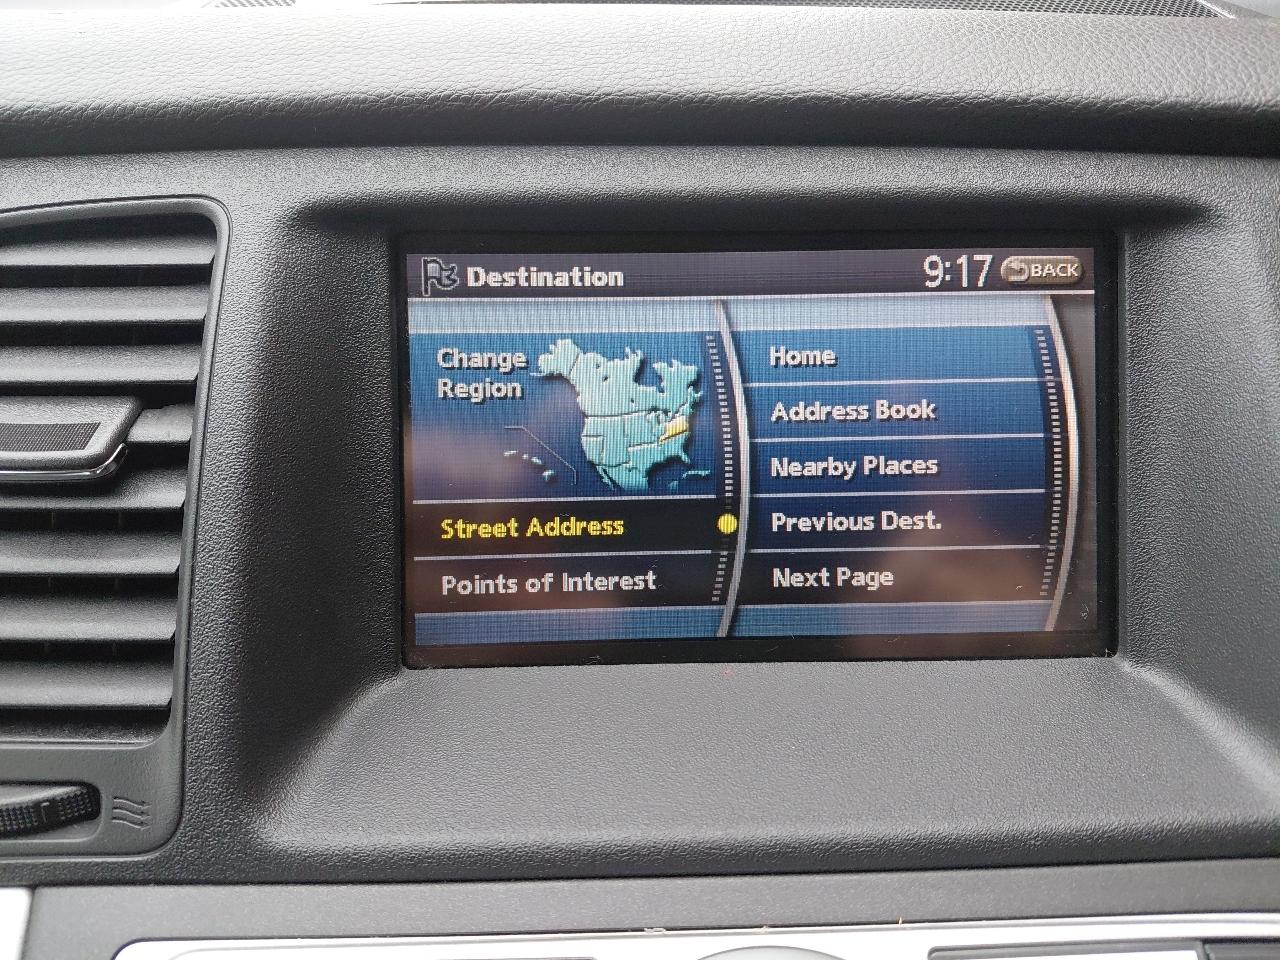 Destination
9:17
BACK
Change
Region
Street Address
Points of Interest
Home
Address Book
Nearby Places
Previous Dest.
Next Page